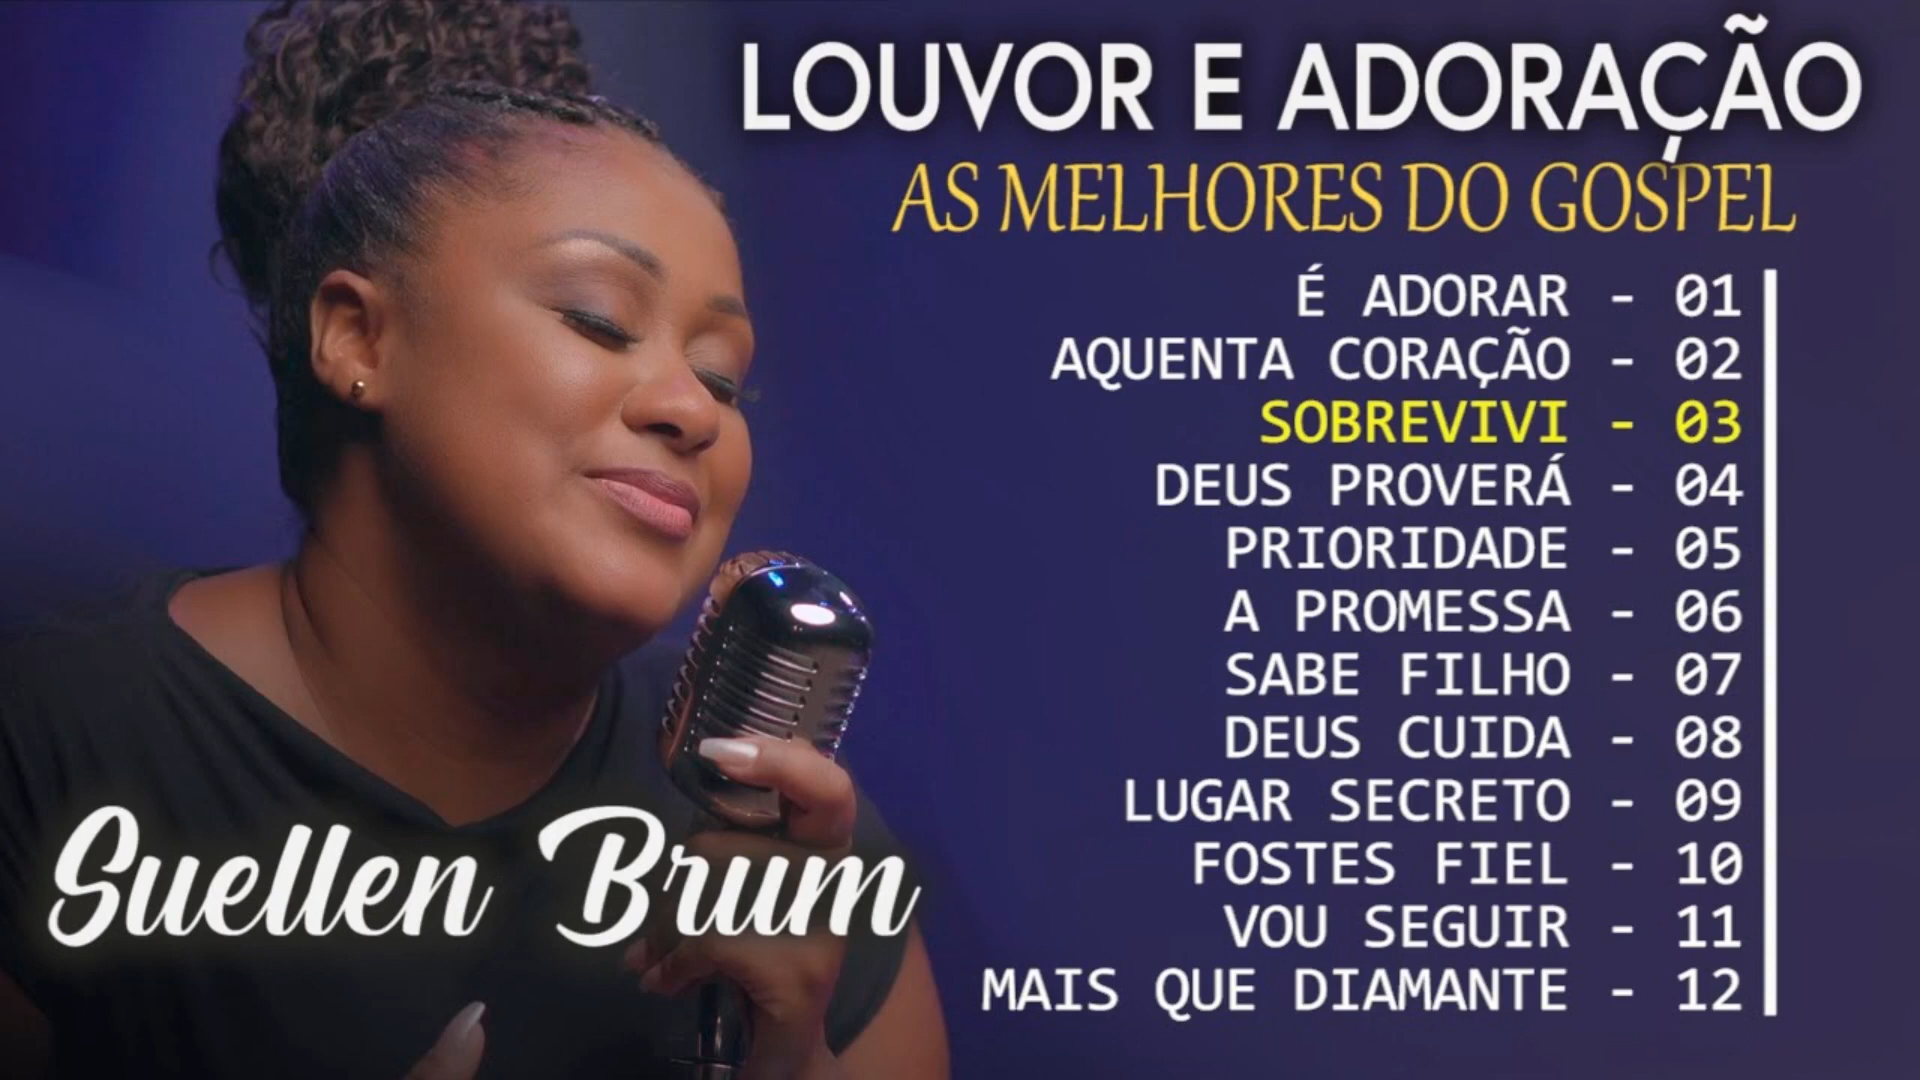 LOUVOR E ADORAÇÃO
AS MELHORES DO GOSPEL
É ADORAR - 01
AQUENTA CORAÇÃO - 02
SOBREVIVI - 03
DEUS PROVERÁ - 04
PRIORIDADE - 05
A PROMESSA - 06
SABE FILHO - 07
DEUS CUIDA - 08
LUGAR SECRETO - 09
FOSTES FIEL - 10
VOU SEGUIR - 11
MAIS QUE DIAMANTE - 12
Suellen Brum